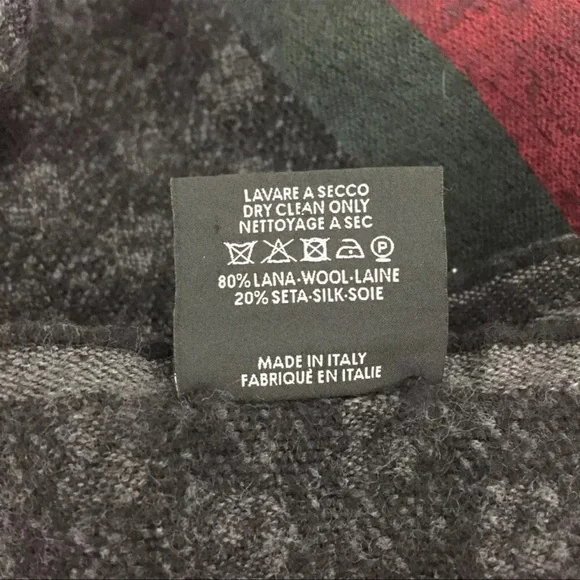 LAVARE A SECCO
DRY CLEAN ONLY
NETTOYAGE A SEC
P
80% LANA-WOOL-LAINE
20% SETA-SILK-SOIE
MADE IN ITALY
FABRIQUÉ EN ITALIE